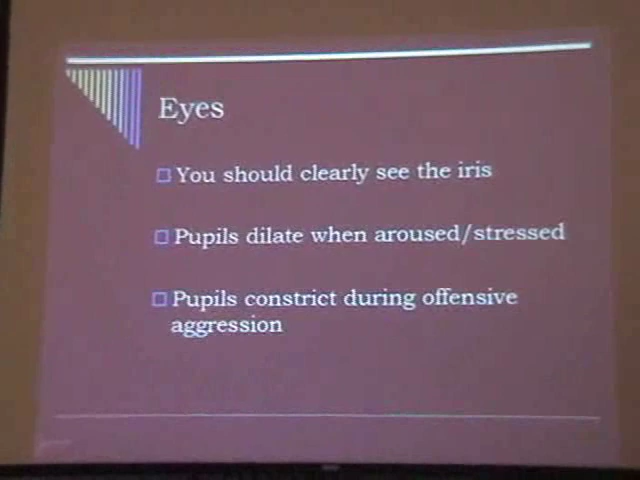 Eyes
You should clearly see the iris
Pupils dilate when aroused/stressed
Pupils constrict during offensive
aggression